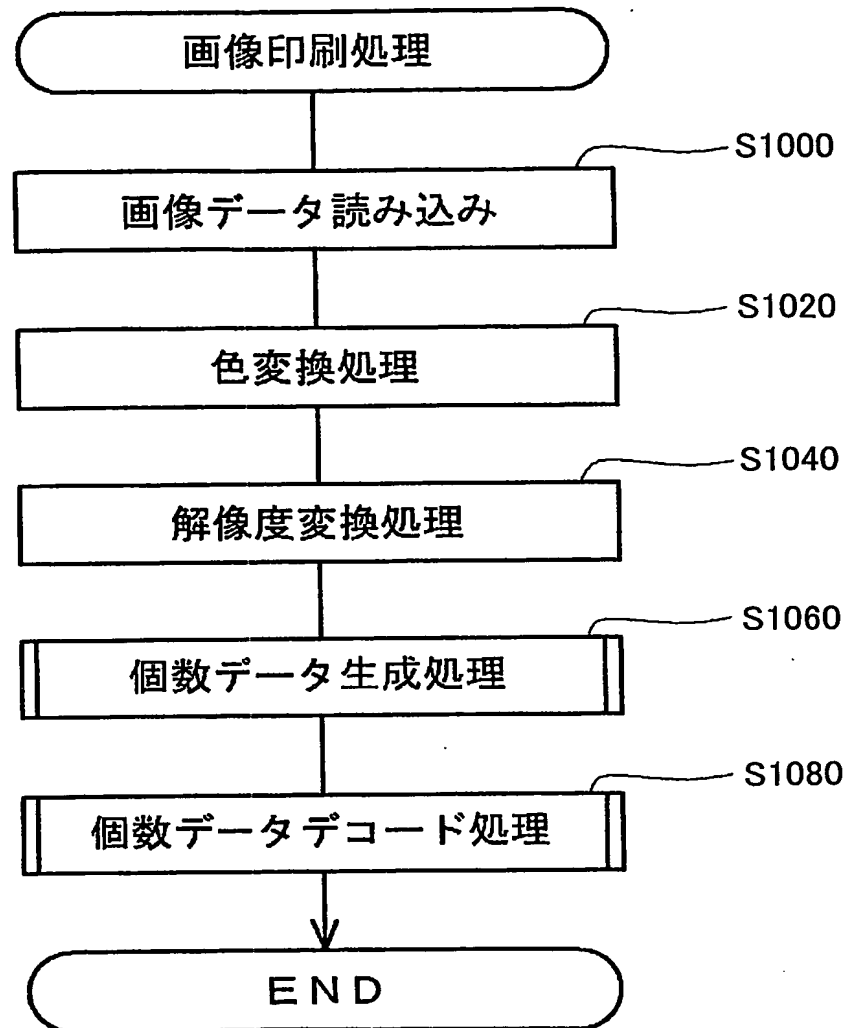 画像印刷処理
S1000
画像データ読み込み
S1020
色変換処理
S1040
解像度変換処理
S1060
個数データ生成処理
S1080
個数データデコード処理
END